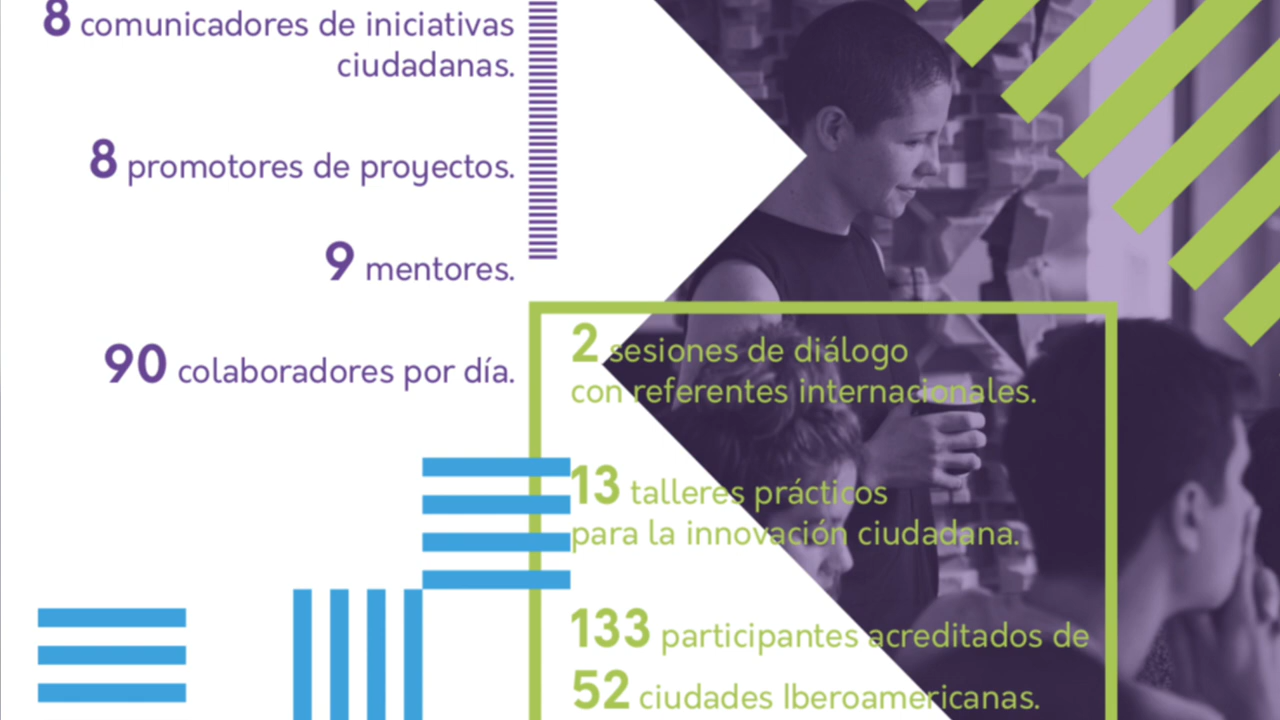 8 comunicadores de iniciativas
ciudadanas.
8 promotores de proyectos.
9 mentores.
90 colaboradores por día.
2 sesiones de diálogo
con referentes internacionales.
13 talleres prácticos
para la innovación ciudadana.
133 participantes acreditados de
52 ciudades Iberoamericanas.